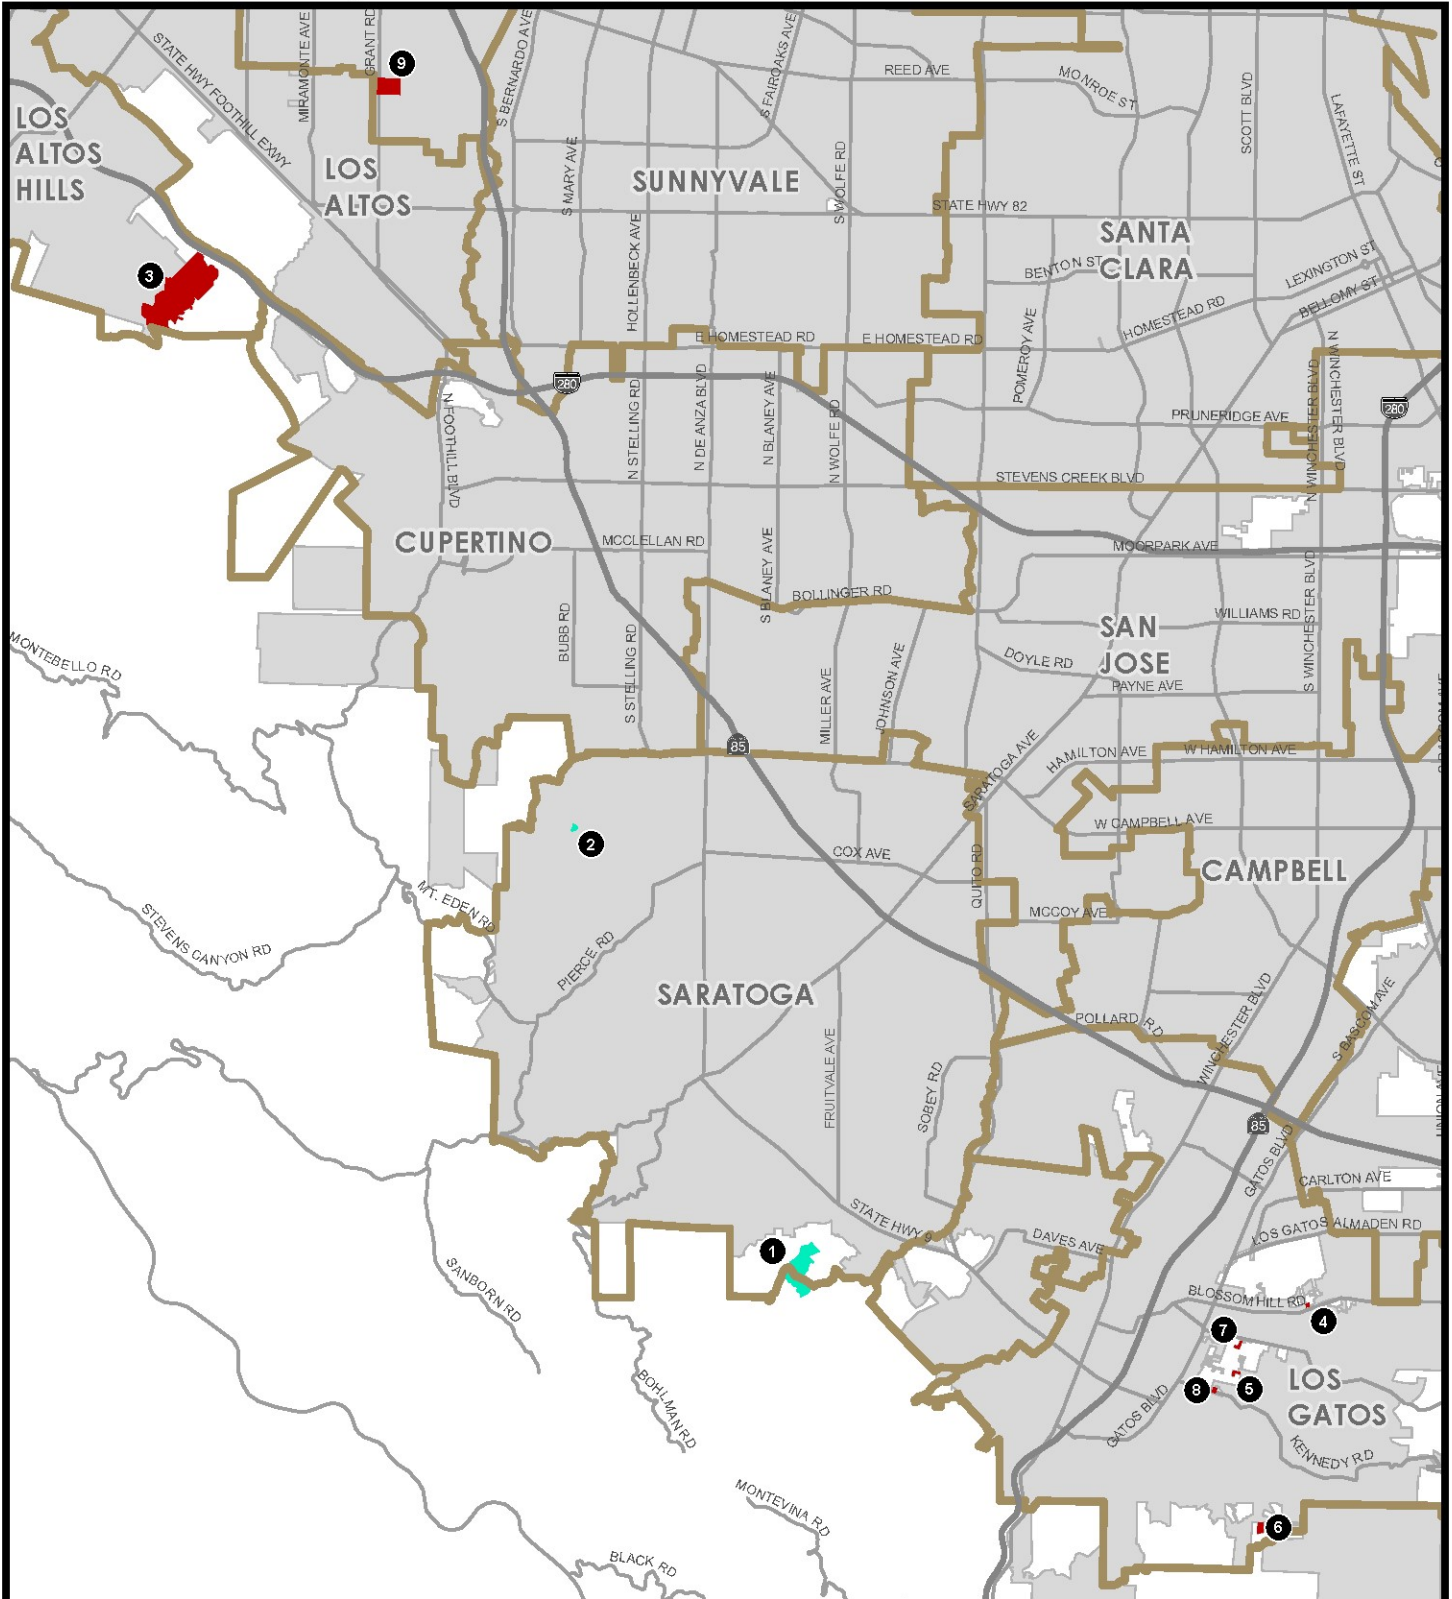 STATE HWY FOOTHILL EXWY
MIRAMONTE AVE
GRANT RD
9
S BERNARDO AVE
S FAIROAKS AVE
REED AVE
MONROE ST
SCOTT BLVD
LAFAYETTE ST
LOS
ALTOS
HILLS
LOS
ALTOS
S MARY AVE
SUNNYVALE
S WOLFE RD
STATE HWY 82
SANTA
CLARA
BENTON ST
LEXINGTON ST
BELLOMY ST
HOMESTEAD RD
3
HOLLENBECK AVE
E HOMESTEAD RD
E HOMESTEAD RD
POMEROY AVE
280
N FOOTHILL BLVD
N STELLING RD
N DE ANZA BLVD
N BLANEY AVE
N WOLFE RD
PRUNERIDGE AVE
N WINCHESTER BLVD
N WINCHESTER BLVD
280
STEVENS CREEK BLVD
CUPERTINO
MCCLELLAN RD
S BLANEY AVE
MOORPARK AVE
BOLLINGER RD
WILLIAMS RD
S WINCHESTER BLVD
BUBB RD
S STELLING RD
MONTEBELLO RD
SAN
JOSE
DOYLE RD
PAYNE AVE
MILLER AVE
JOHNSON AVE
85
SARATOGA AVE
HAMILTON AVE
W HAMILTON AVE
S BASCOM AVE
2
COX AVE
W CAMPBELL AVE
CAMPBELL
QUITO RD
MCCOY AVE
MT. EDEN RD
STEVENS CANYON RD
PIERCE RD
SARATOGA
POLLARD RD
WINCHESTER BLVD
S BASCOM AVE
FRUITVALE AVE
SOBEY RD
UNION AVE
85
GATOS BLVD
CARLTON AVE
STATE HWY 9
DAVES AVE
LOS GATOS ALMADEN RD
1
SANBORN RD
BLOSSOM HILL RD
4
7
8
5
LOS
GATOS
GATOS BLVD
KENNEDY RD
BOHLMAN RD
MONTEVINA RD
6
BLACK RD